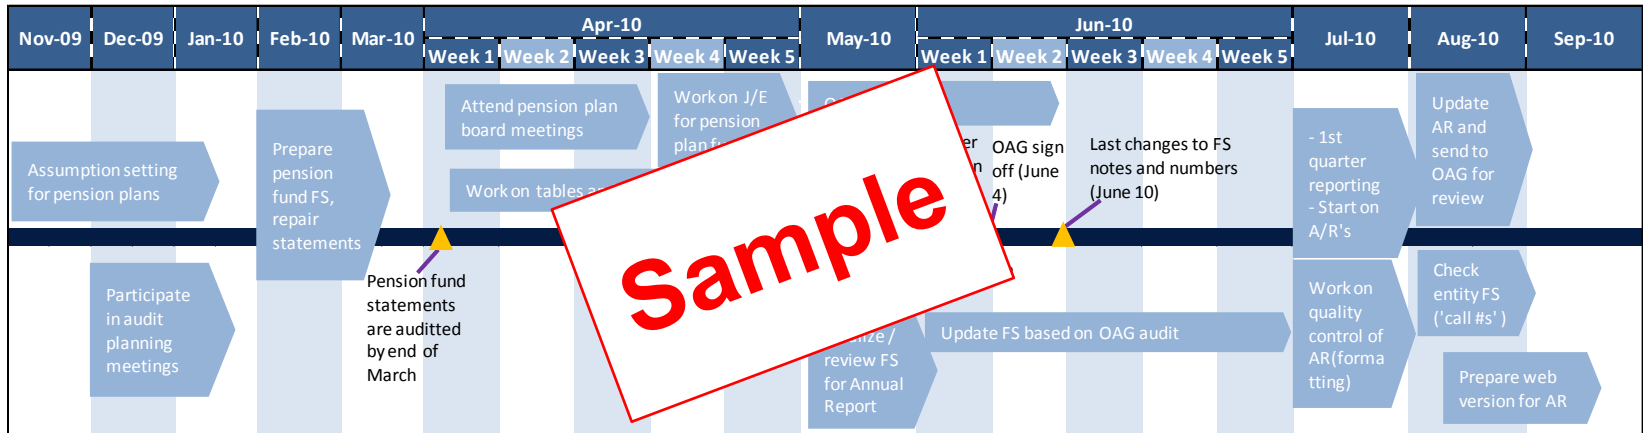 Nov-09 Dec-09 Jan-10 Feb-10 Mar-10 Apr-10 May-10 Jun-10 Jul-10 Aug-10 Sep-10
Week 1 Week 2 Week 3 Week 4 Week 5 Week 1 Week 2 Week 3 Week 4 Week 5
Assumption setting
for pension plans
Participate
in audit
planning
meetings
Prepare
pension
fund FS,
repair
statements
Pension fund
statements
are auditted
by end of
March
Attend pension plan
board meetings
Work on tables
Work on J/E
for pension
plan
Sample
review FS
for Annual
Report
OAG sign
off (June
4)
Last changes to FS
notes and numbers
(June 10)
Update FS based on OAG audit
- 1st
quarter
reporting
- Start on
A/R's
Work on
quality
control of
AR(forma
tting)
Update
AR and
send to
OAG for
review
Check
entity FS
('call #s' )
Prepare web
version for AR